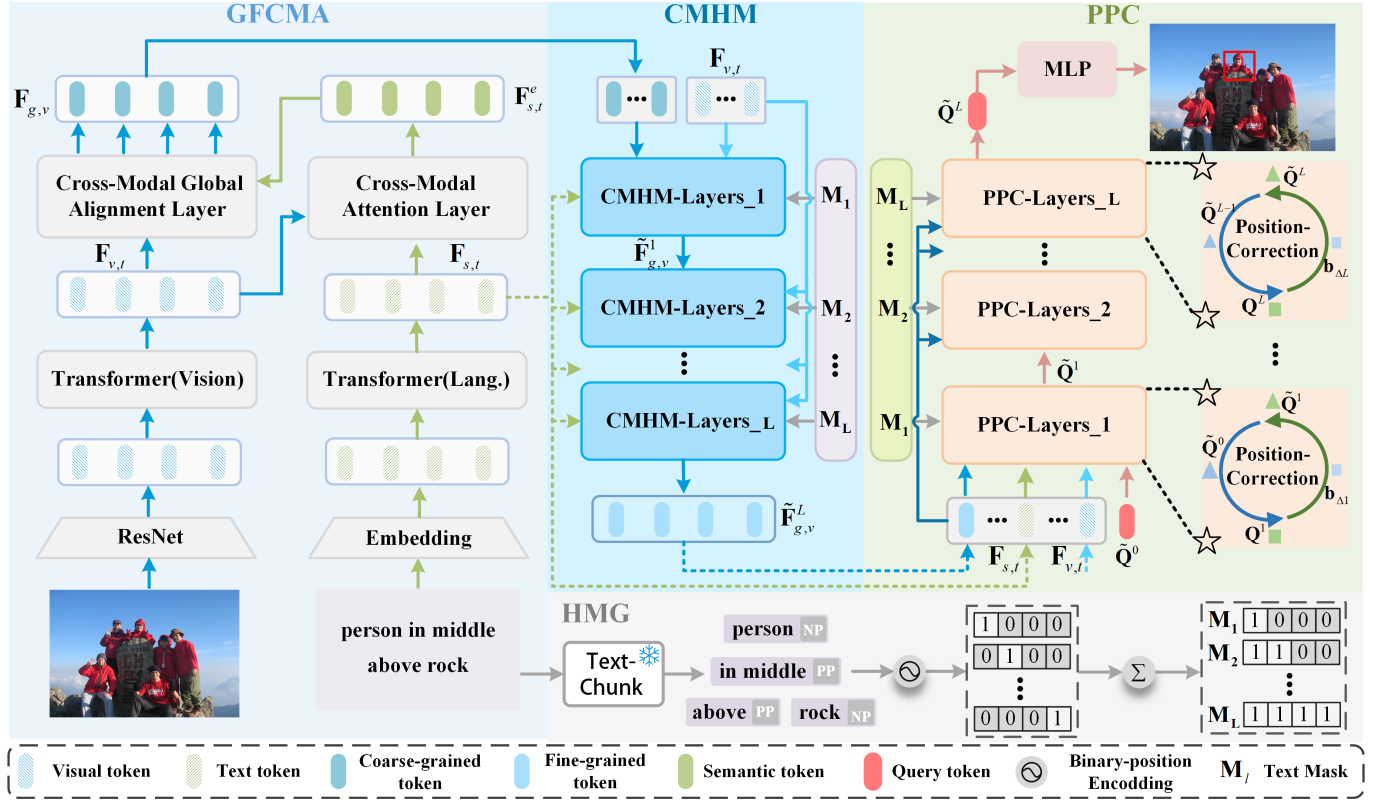 GFCMA
CMHM
PPC
F_{g,v}
F^e_{s,t}
F_{v,t}
Q̃^L
MLP
Cross-Modal Global
Alignment Layer
Cross-Modal
Attention Layer
F_{v,t}
F_{s,t}
Transformer(Vision)
Transformer(Lang.)
ResNet
Embedding
person in middle
above rock
CMHM-Layers_1
F̃^1_{g,v}
CMHM-Layers_2
CMHM-Layers_L
F̃^L_{g,v}
M_1
M_2
M_L
M_L
M_2
M_1
PPC-Layers_L
PPC-Layers_2
Q̃^1
PPC-Layers_1
F_{s,t}
F_{v,t}
Q̃^0
Q̃^L
Q̃^{L-1}
Position-
Correction
b_{ΔL}
Q^L
Q̃^1
Q̃^0
Position-
Correction
b_{Δ1}
Q^1
HMG
Text-
Chunk
person NP
in middle PP
above PP rock NP
1 0 0 0
0 1 0 0
0 0 0 1
Σ
M_1 1 0 0 0
M_2 1 1 0 0
M_L 1 1 1 1
Visual token
Text token
Coarse-grained
token
Fine-grained
token
Semantic token
Query token
Binary-position
Encoding
M_l Text Mask